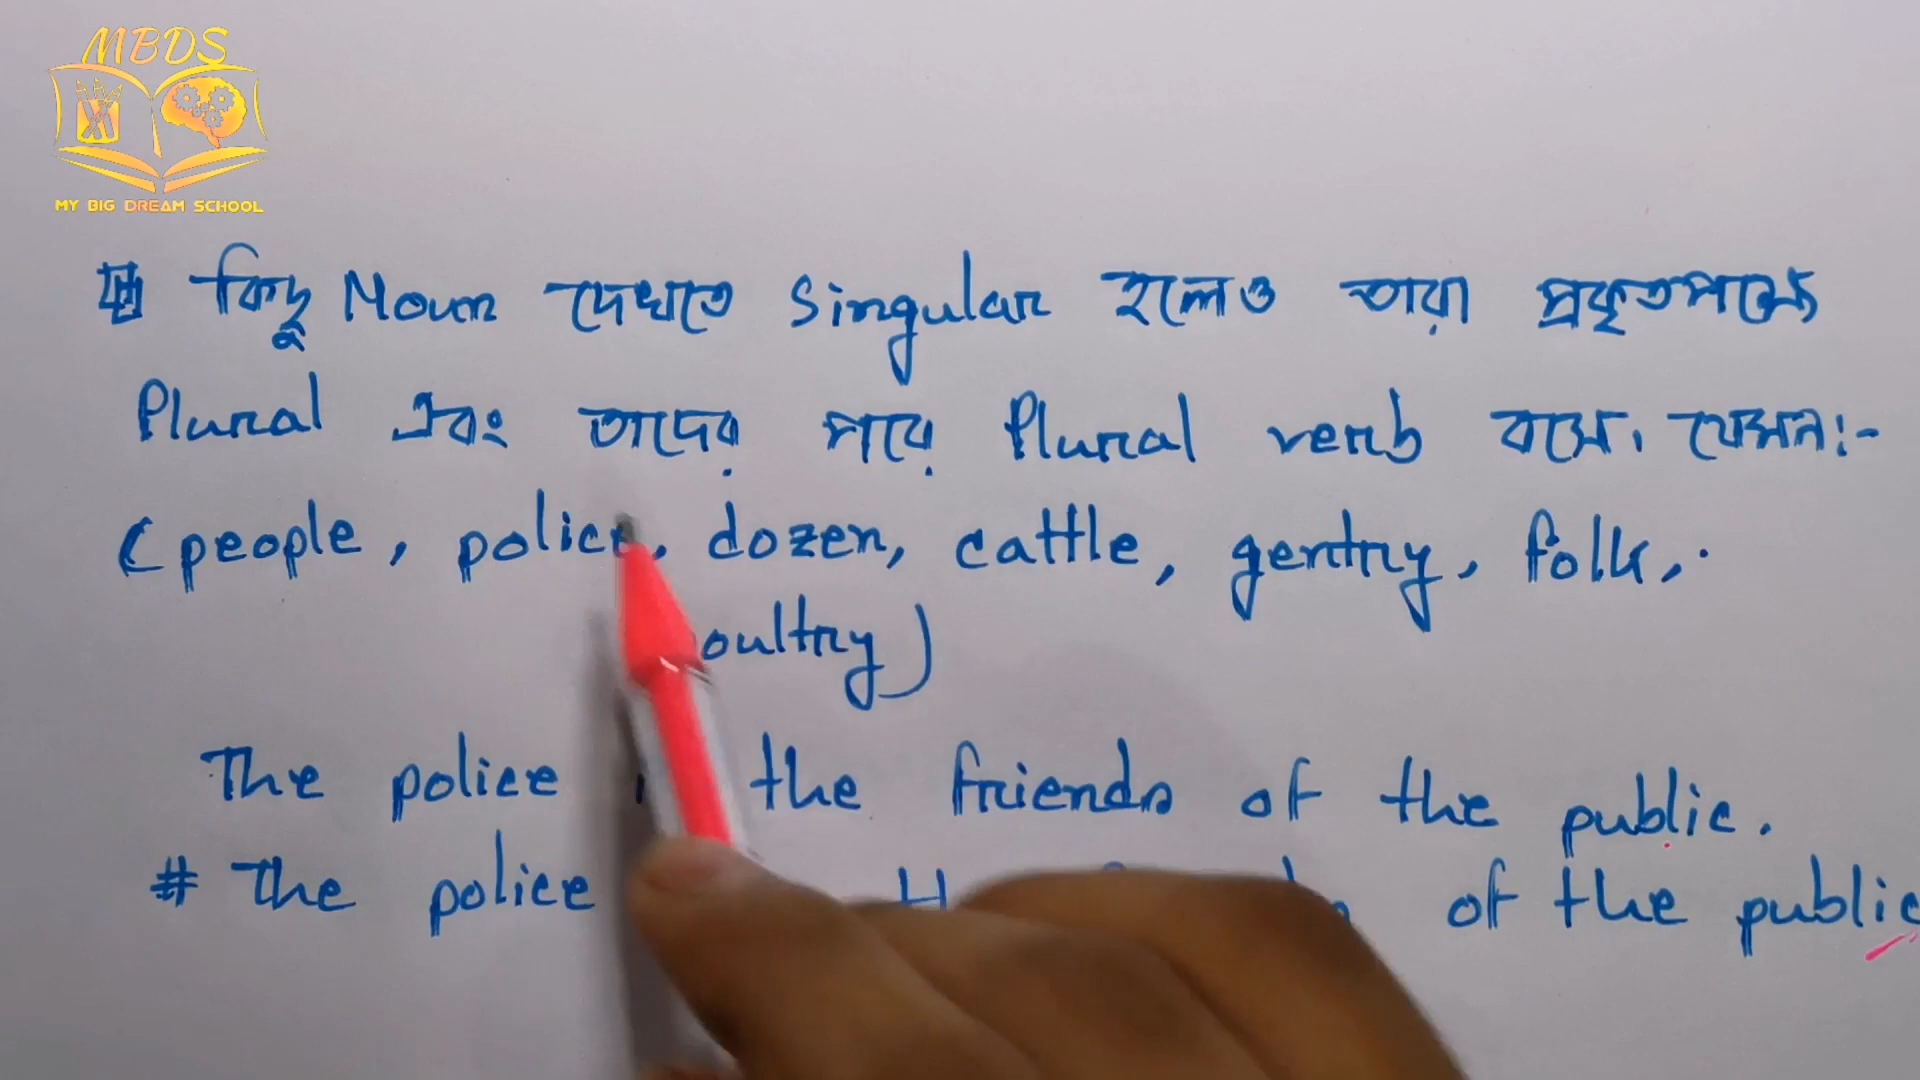 MBDS
MY BIG DREAM SCHOOL
কিছু Noun দেখতে Singular হলেও তারা প্রকৃতপক্ষে
Plural এবং তাদের পরে Plural verb বসে। যেমনঃ-
(people, police, dozen, cattle, gentry, folk,
oultry)
The police the friends of the public.
# The police of the public